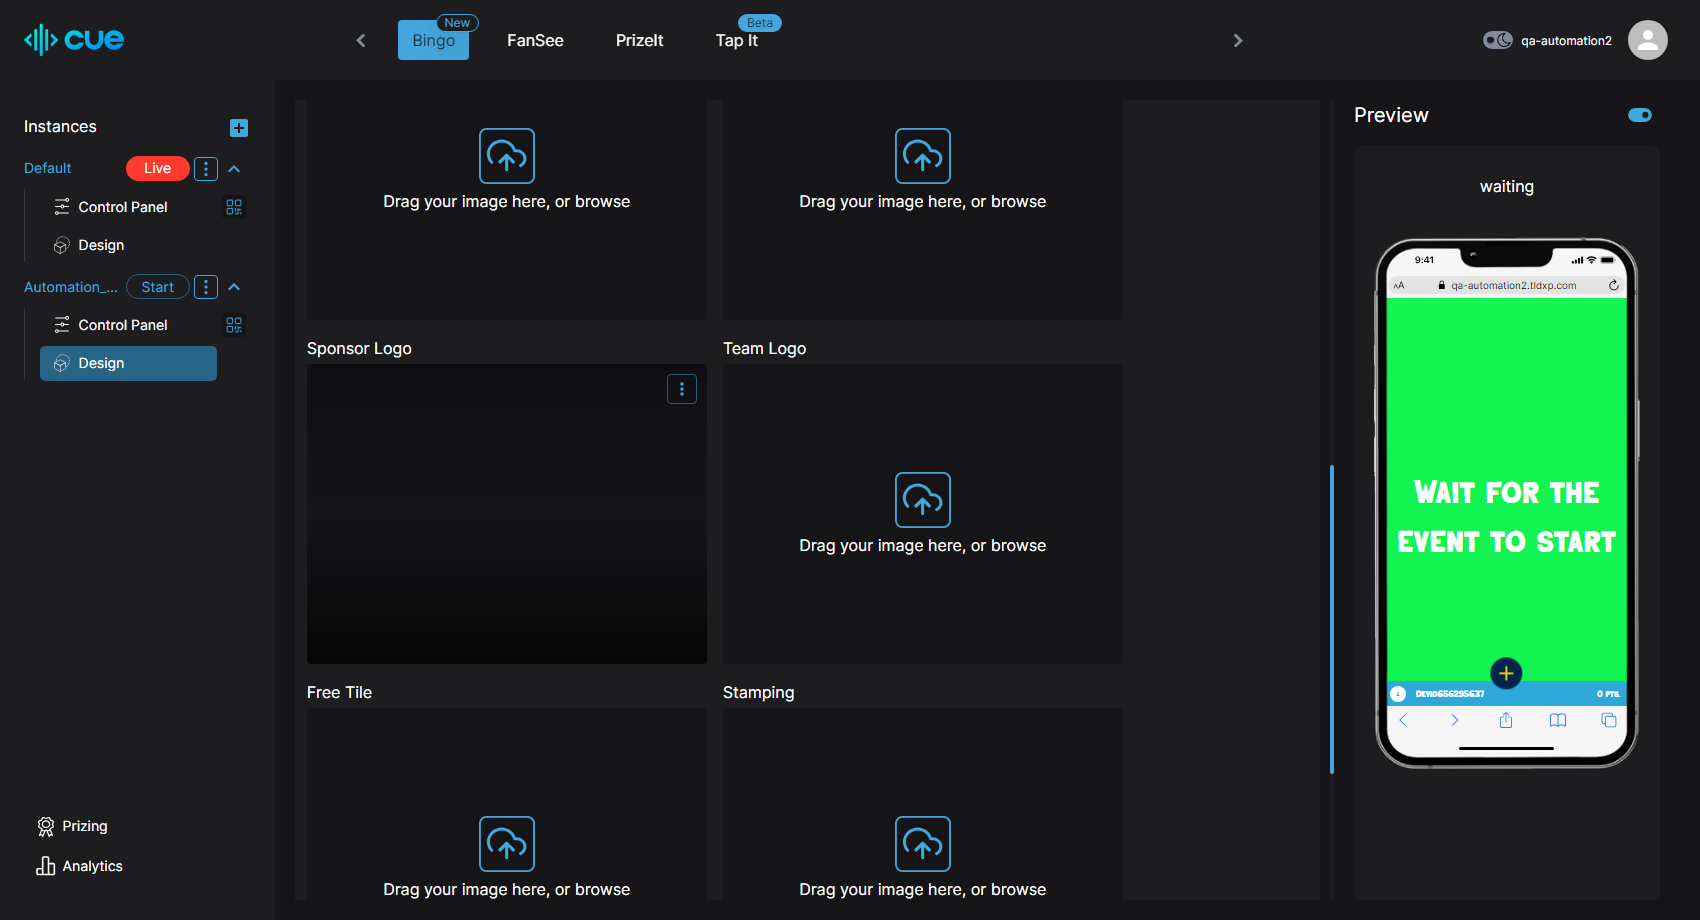 cue
Bingo
New
FanSee
PrizeIt
Tap It
Beta
qa-automation2
Instances
Default
Live
Control Panel
Design
Automation_...
Start
Control Panel
Design
Prizing
Analytics
Drag your image here, or browse
Drag your image here, or browse
Sponsor Logo
Team Logo
Drag your image here, or browse
Free Tile
Stamping
Drag your image here, or browse
Drag your image here, or browse
Preview
waiting
9:41
AA
qa-automation2.tldxp.com
WAIT FOR THE
EVENT TO START
DEVID656295637
0 PTS.